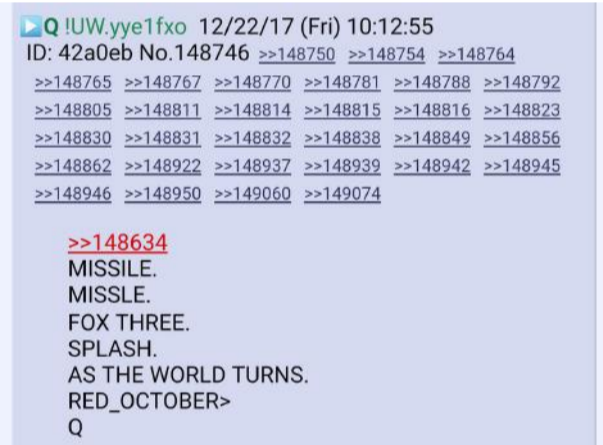 Q !UW.yye1fxo 12/22/17 (Fri) 10:12:55
ID: 42a0eb No.148746 >>148750 >>148754 >>148764
>>148765 >>148767 >>148770 >>148781 >>148788 >>148792
>>148805 >>148811 >>148814 >>148815 >>148816 >>148823
>>148830 >>148831 >>148832 >>148838 >>148849 >>148856
>>148862 >>148922 >>148937 >>148939 >>148942 >>148945
>>148946 >>148950 >>149060 >>149074
>>148634
MISSILE.
MISSLE.
FOX THREE.
SPLASH.
AS THE WORLD TURNS.
RED_OCTOBER>
Q